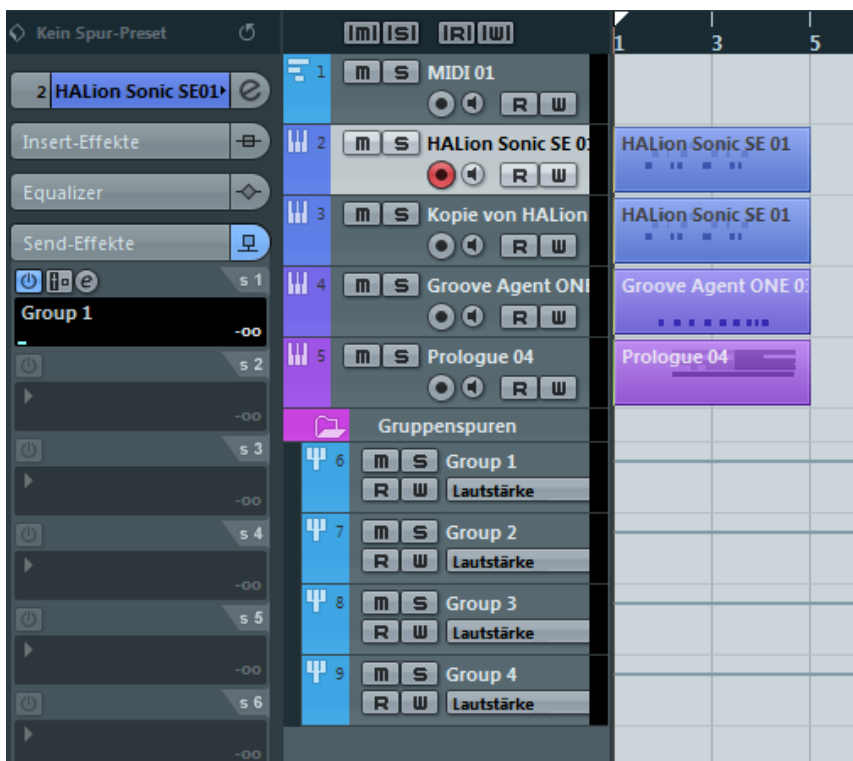 Kein Spur-Preset
2 HALion Sonic SE01
e
Insert-Effekte
Equalizer
Send-Effekte
e s 1
Group 1
-oo
s 2
-oo
s 3
-oo
s 4
-oo
s 5
-oo
s 6
-oo
M S R W
1 M S MIDI 01
R W
2 M S HALion Sonic SE 01
R W
3 M S Kopie von HALion
R W
4 M S Groove Agent ONE
R W
5 M S Prologue 04
R W
Gruppenspuren
6 M S Group 1
R W Lautstärke
7 M S Group 2
R W Lautstärke
8 M S Group 3
R W Lautstärke
9 M S Group 4
R W Lautstärke
1 3 5
HALion Sonic SE 01
HALion Sonic SE 01
Groove Agent ONE 03
Prologue 04